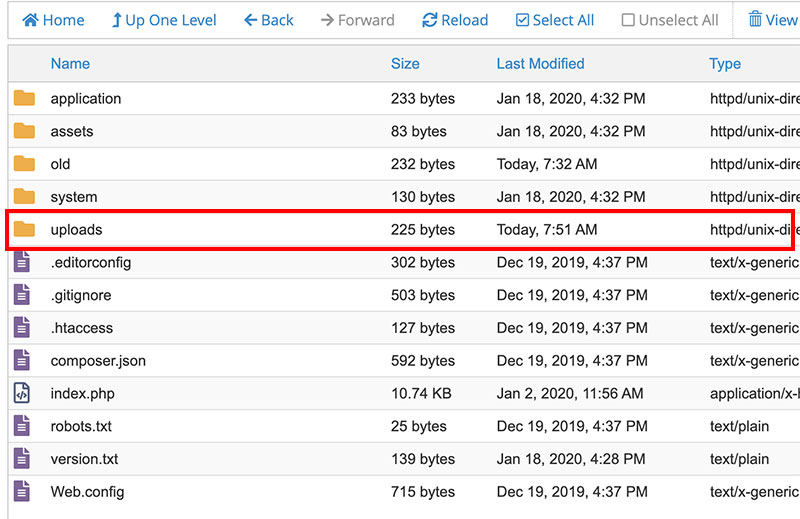 Home Up One Level Back Forward Reload Select All Unselect All View
Name Size Last Modified Type
application 233 bytes Jan 18, 2020, 4:32 PM httpd/unix-dire
assets 83 bytes Jan 18, 2020, 4:32 PM httpd/unix-dire
old 232 bytes Today, 7:32 AM httpd/unix-dire
system 130 bytes Jan 18, 2020, 4:32 PM httpd/unix-dire
uploads 225 bytes Today, 7:51 AM httpd/unix-dire
.editorconfig 302 bytes Dec 19, 2019, 4:37 PM text/x-generic
.gitignore 503 bytes Dec 19, 2019, 4:37 PM text/x-generic
.htaccess 127 bytes Dec 19, 2019, 4:37 PM text/x-generic
composer.json 592 bytes Dec 19, 2019, 4:37 PM text/x-generic
index.php 10.74 KB Jan 2, 2020, 11:56 AM application/x-h
robots.txt 25 bytes Dec 19, 2019, 4:37 PM text/plain
version.txt 139 bytes Jan 18, 2020, 4:28 PM text/plain
Web.config 715 bytes Dec 19, 2019, 4:37 PM text/x-generic